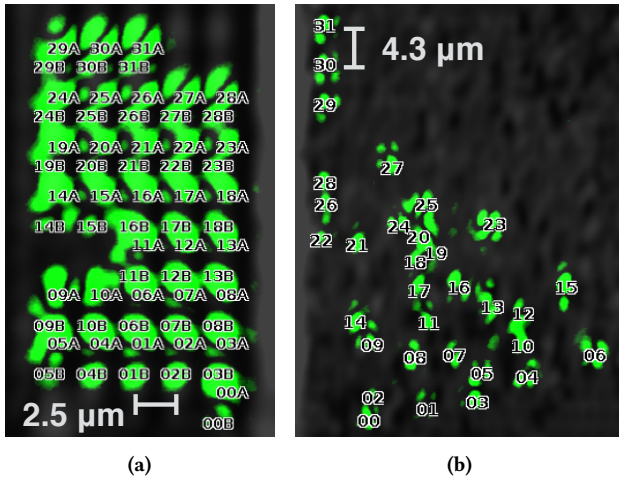 29A 30A 31A
29B 30B 31B
24A 25A 26A 27A 28A
24B 25B 26B 27B 28B
19A 20A 21A 22A 23A
19B 20B 21B 22B 23B
14A 15A 16A 17A 18A
14B 15B 16B 17B 18B
11A 12A 13A
11B 12B 13B
09A 10A 06A 07A 08A
09B 10B 06B 07B 08B
05A 04A 01A 02A 03A
05B 04B 01B 02B 03B
00A
2.5 μm
00B
(a)
31
4.3 μm
30
29
27
28
26 25
24 23
22 21 20
19
18
17 16 15
13
14 11 12
09 10
08 07 06
05 04
02 03
00 01
(b)